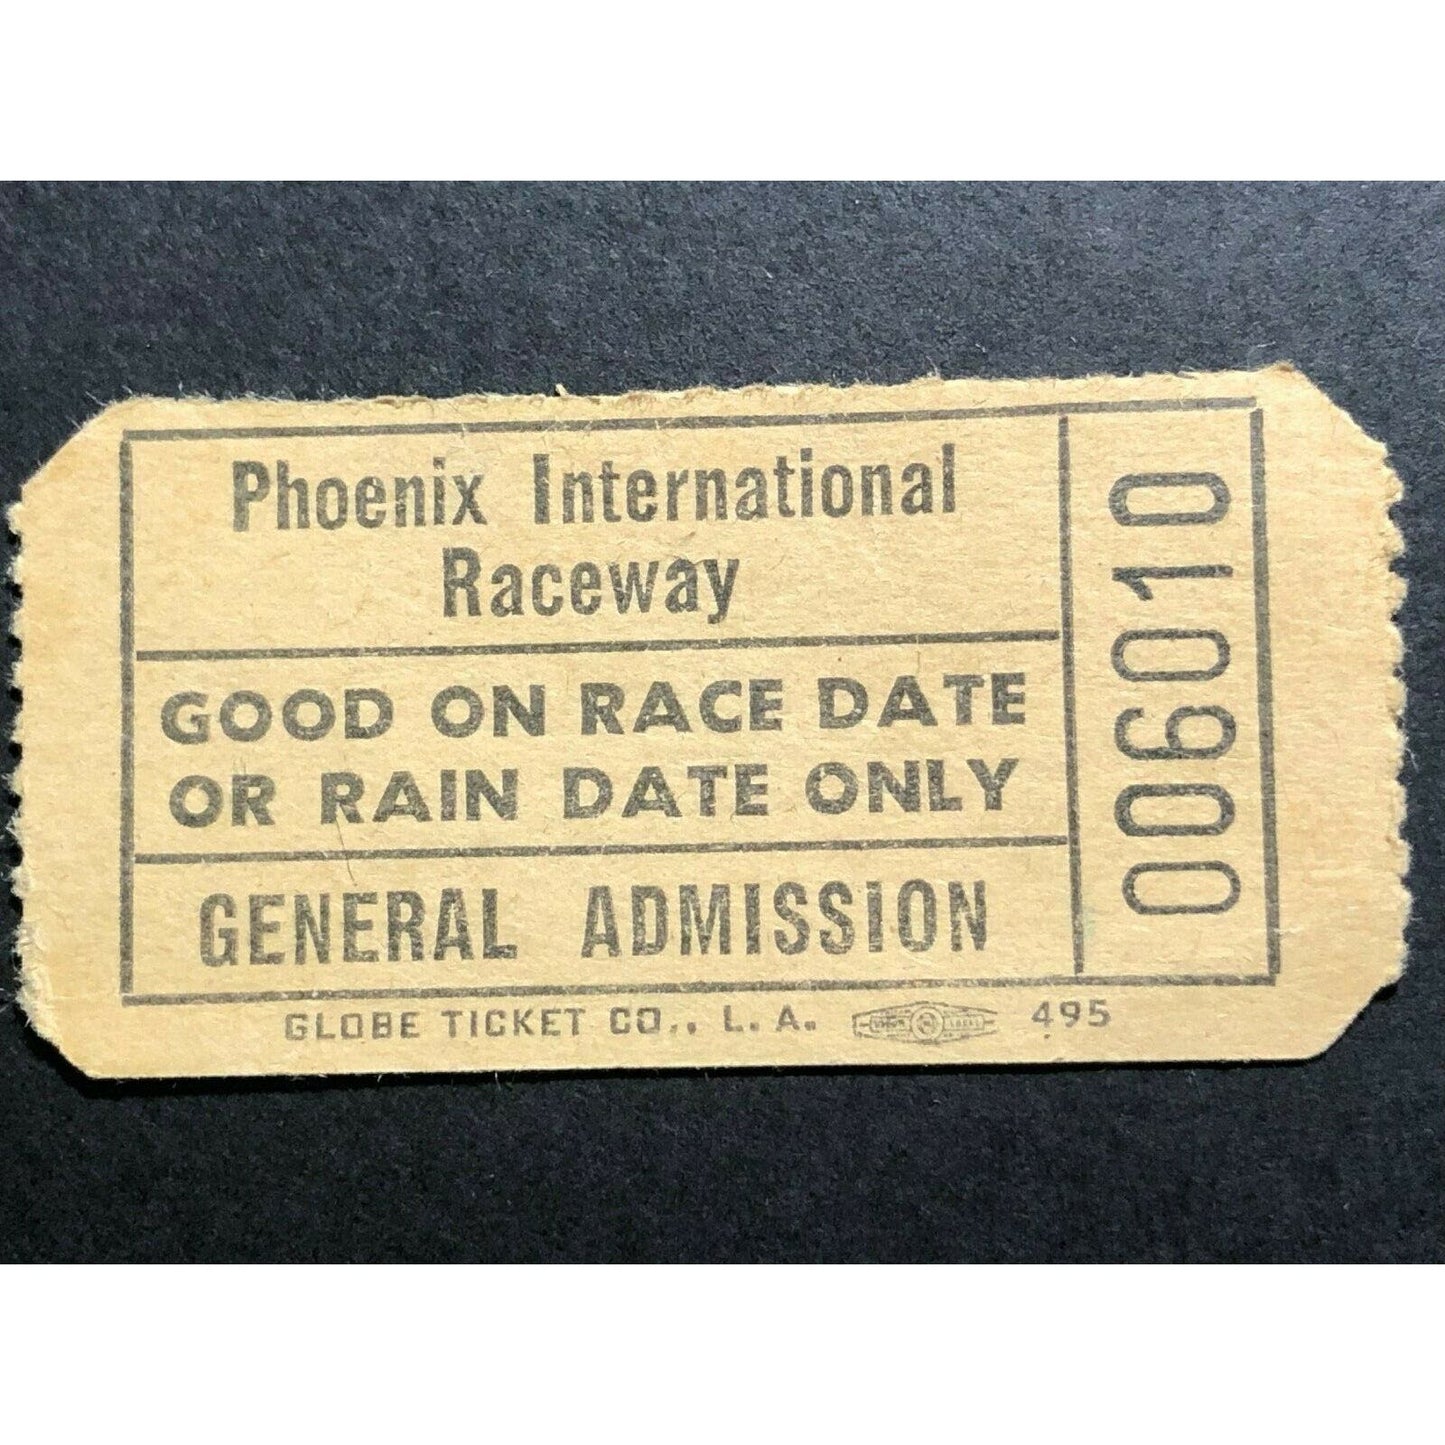 Phoenix International
Raceway
GOOD ON RACE DATE
OR RAIN DATE ONLY
GENERAL ADMISSION
006010
GLOBE TICKET CO., L. A. 495